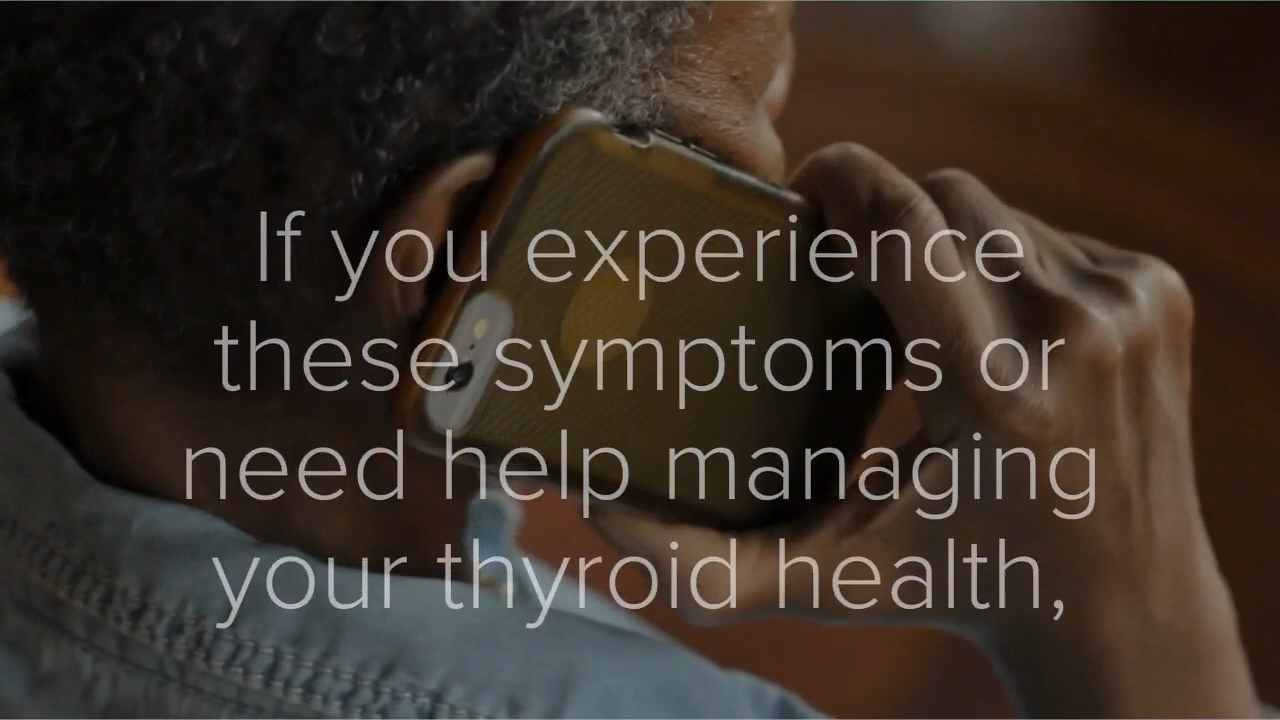 If you experience
these symptoms or
need help managing
your thyroid health,